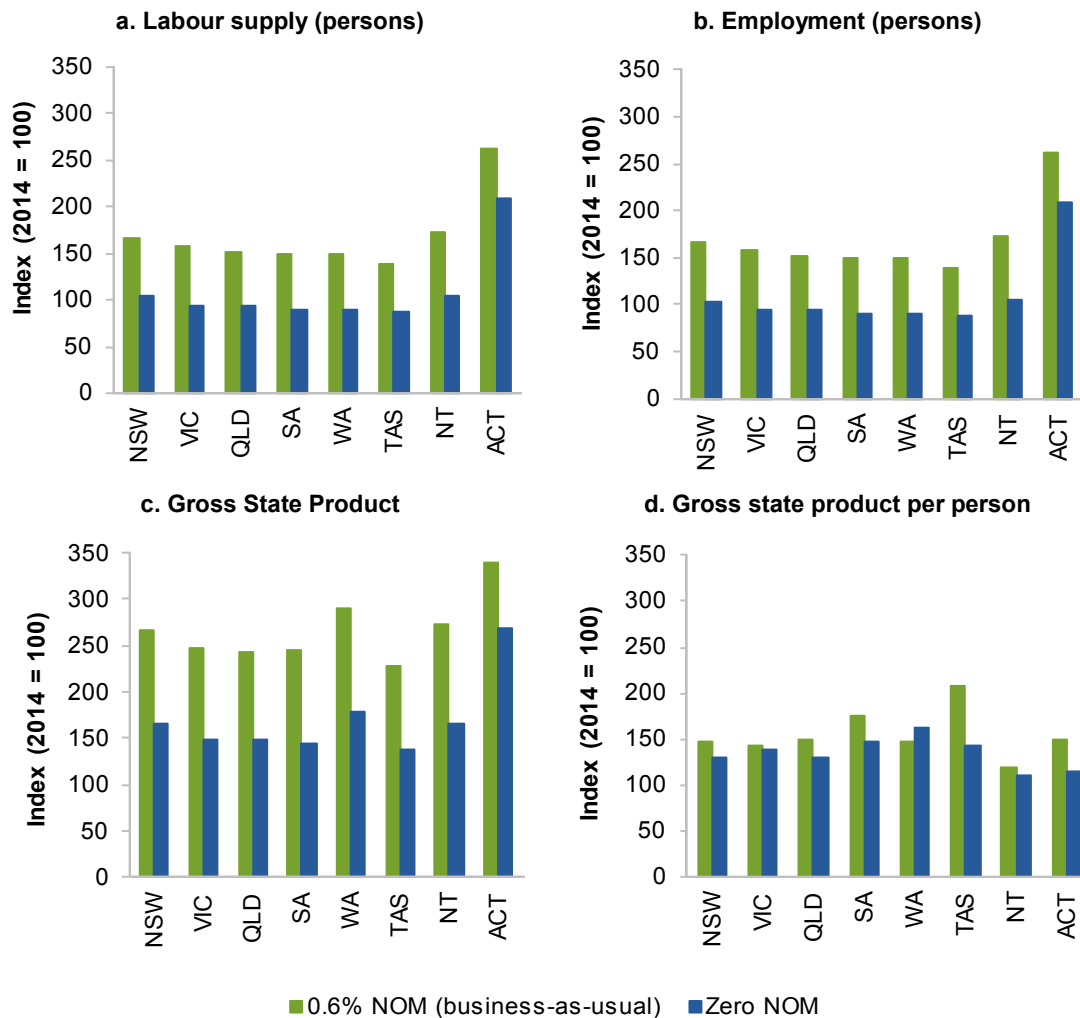 a. Labour supply (persons)
Index (2014 = 100)
350
300
250
200
150
100
50
0
NSW
VIC
QLD
SA
WA
TAS
NT
ACT
b. Employment (persons)
Index (2014 = 100)
350
300
250
200
150
100
50
0
NSW
VIC
QLD
SA
WA
TAS
NT
ACT
c. Gross State Product
Index (2014 = 100)
350
300
250
200
150
100
50
0
NSW
VIC
QLD
SA
WA
TAS
NT
ACT
d. Gross state product per person
Index (2014 = 100)
350
300
250
200
150
100
50
0
NSW
VIC
QLD
SA
WA
TAS
NT
ACT
0.6% NOM (business-as-usual) Zero NOM